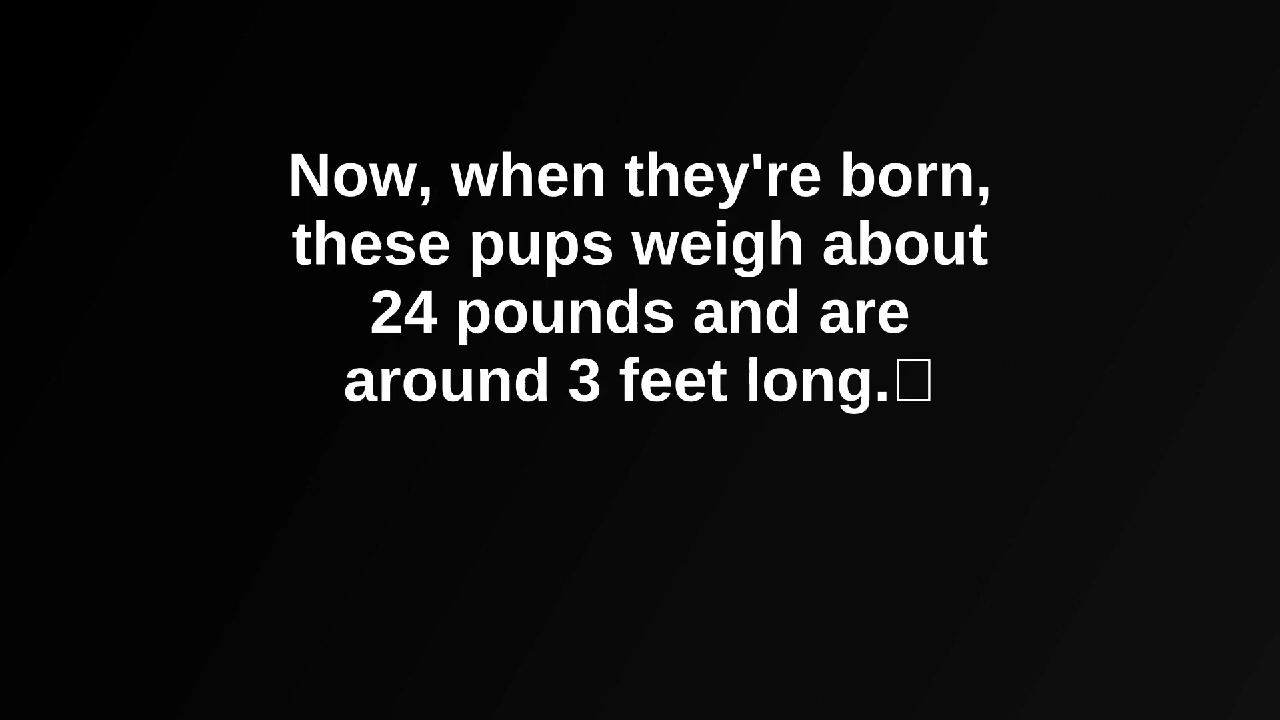 Now, when they're born,
these pups weigh about
24 pounds and are
around 3 feet long.